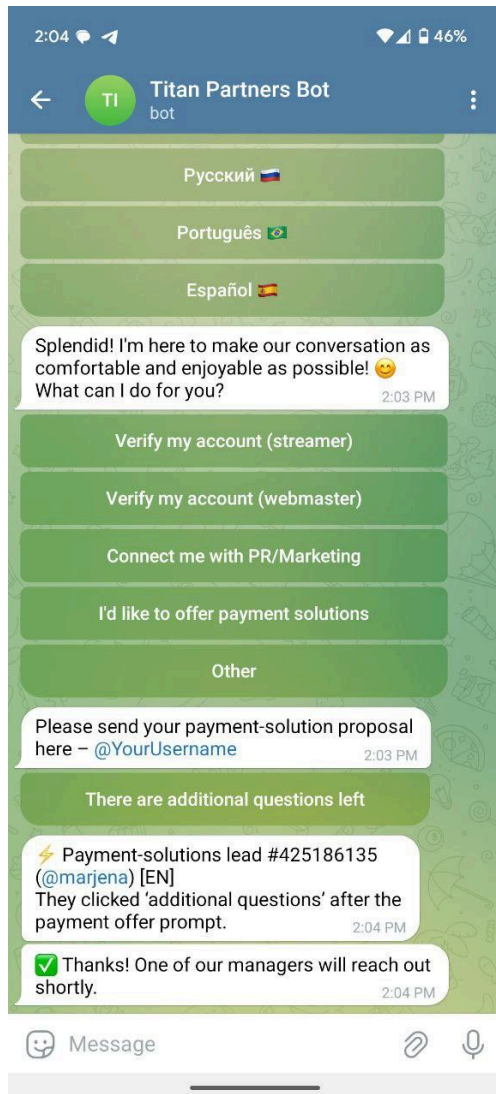 2:04 46%
TI Titan Partners Bot
bot
Русский 🇷🇺
Português 🇧🇷
Español 🇪🇸
Splendid! I'm here to make our conversation as
comfortable and enjoyable as possible! 😊
What can I do for you? 2:03 PM
Verify my account (streamer)
Verify my account (webmaster)
Connect me with PR/Marketing
I'd like to offer payment solutions
Other
Please send your payment-solution proposal
here – @YourUsername 2:03 PM
There are additional questions left
⚡ Payment-solutions lead #425186135
(@marjena) [EN]
They clicked ‘additional questions’ after the
payment offer prompt. 2:04 PM
✅ Thanks! One of our managers will reach out
shortly. 2:04 PM
Message